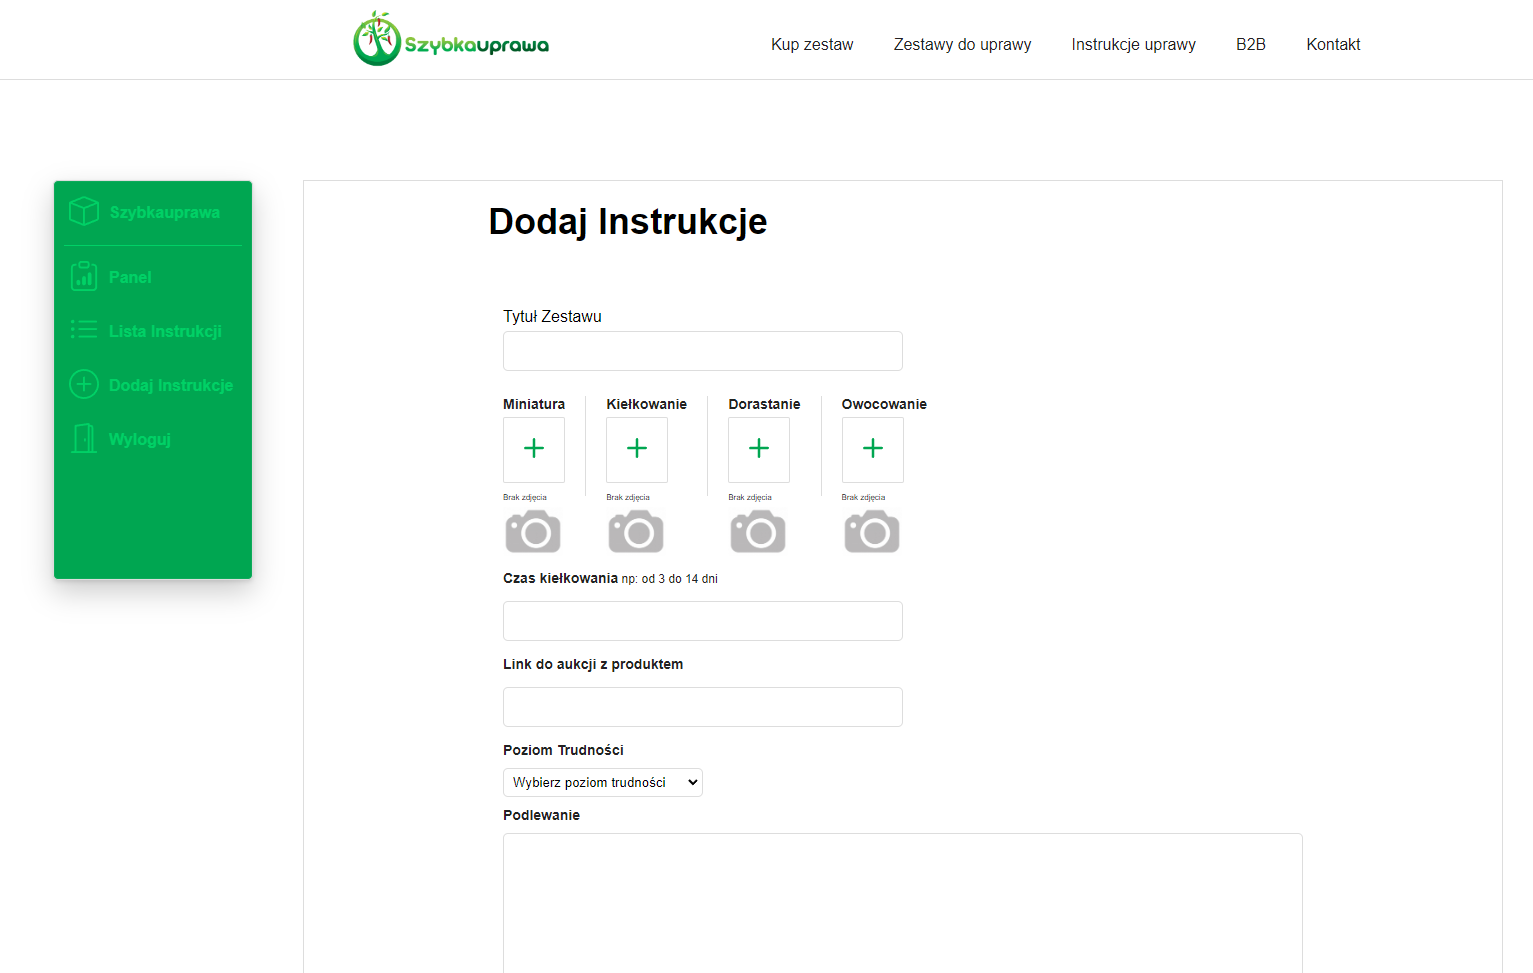 Szybkauprawa
Kup zestaw
Zestawy do uprawy
Instrukcje uprawy
B2B
Kontakt
Szybkauprawa
Panel
Lista Instrukcji
Dodaj Instrukcje
Wyloguj
Dodaj Instrukcje
Tytuł Zestawu
Miniatura
Kiełkowanie
Dorastanie
Owocowanie
Brak zdjęcia
Brak zdjęcia
Brak zdjęcia
Brak zdjęcia
Czas kiełkowania np: od 3 do 14 dni
Link do aukcji z produktem
Poziom Trudności
Wybierz poziom trudności
Podlewanie